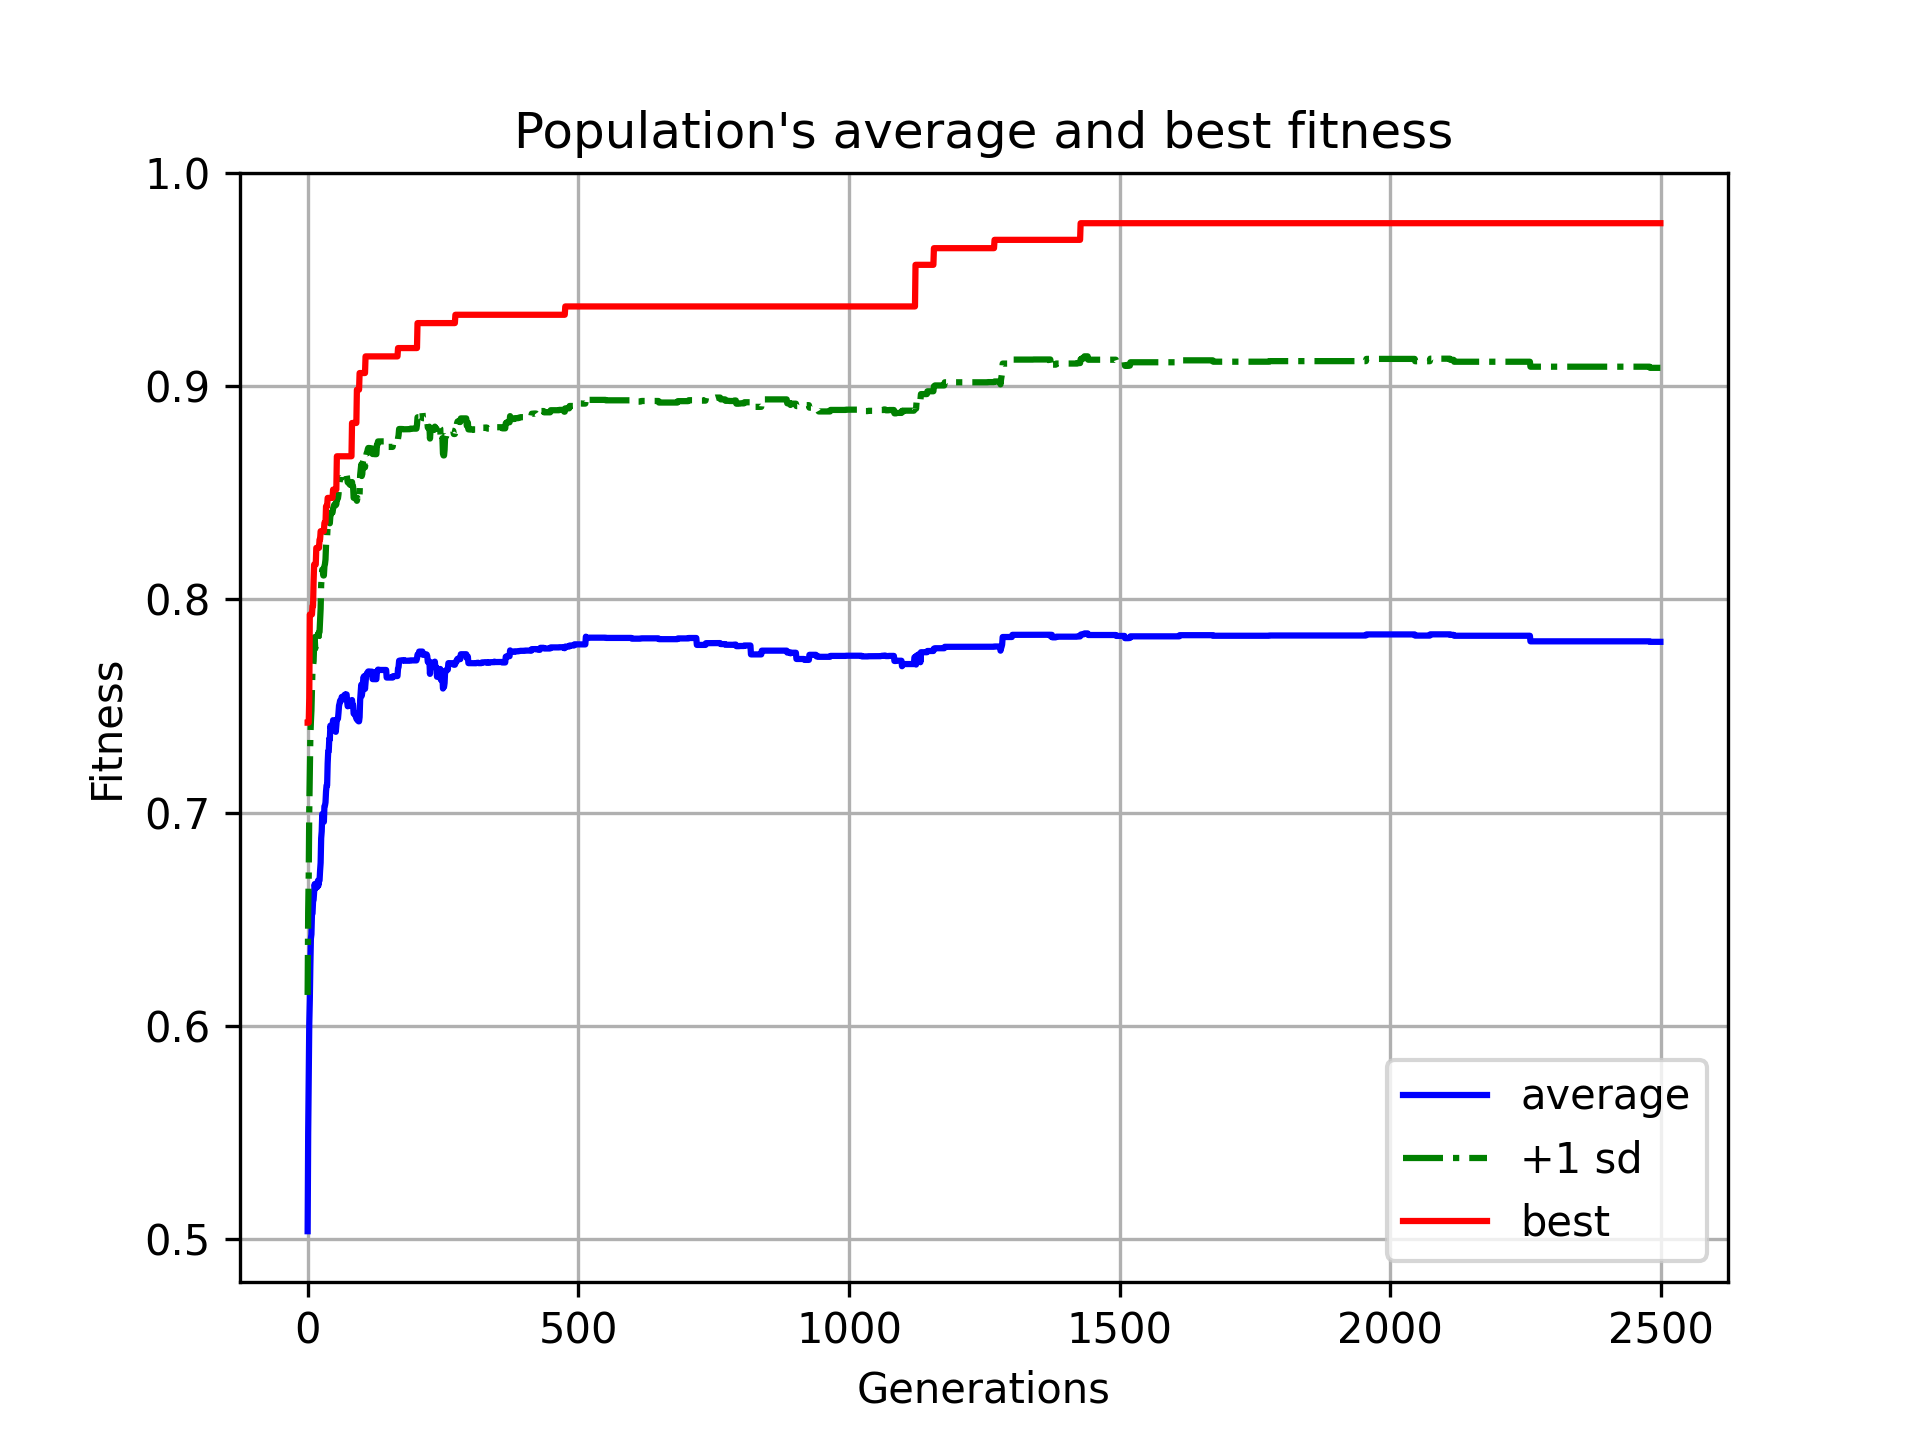 Population's average and best fitness
1.0
0.9
0.8
0.7
0.6
0.5
Fitness
0 500 1000 1500 2000 2500
Generations
average
+1 sd
best